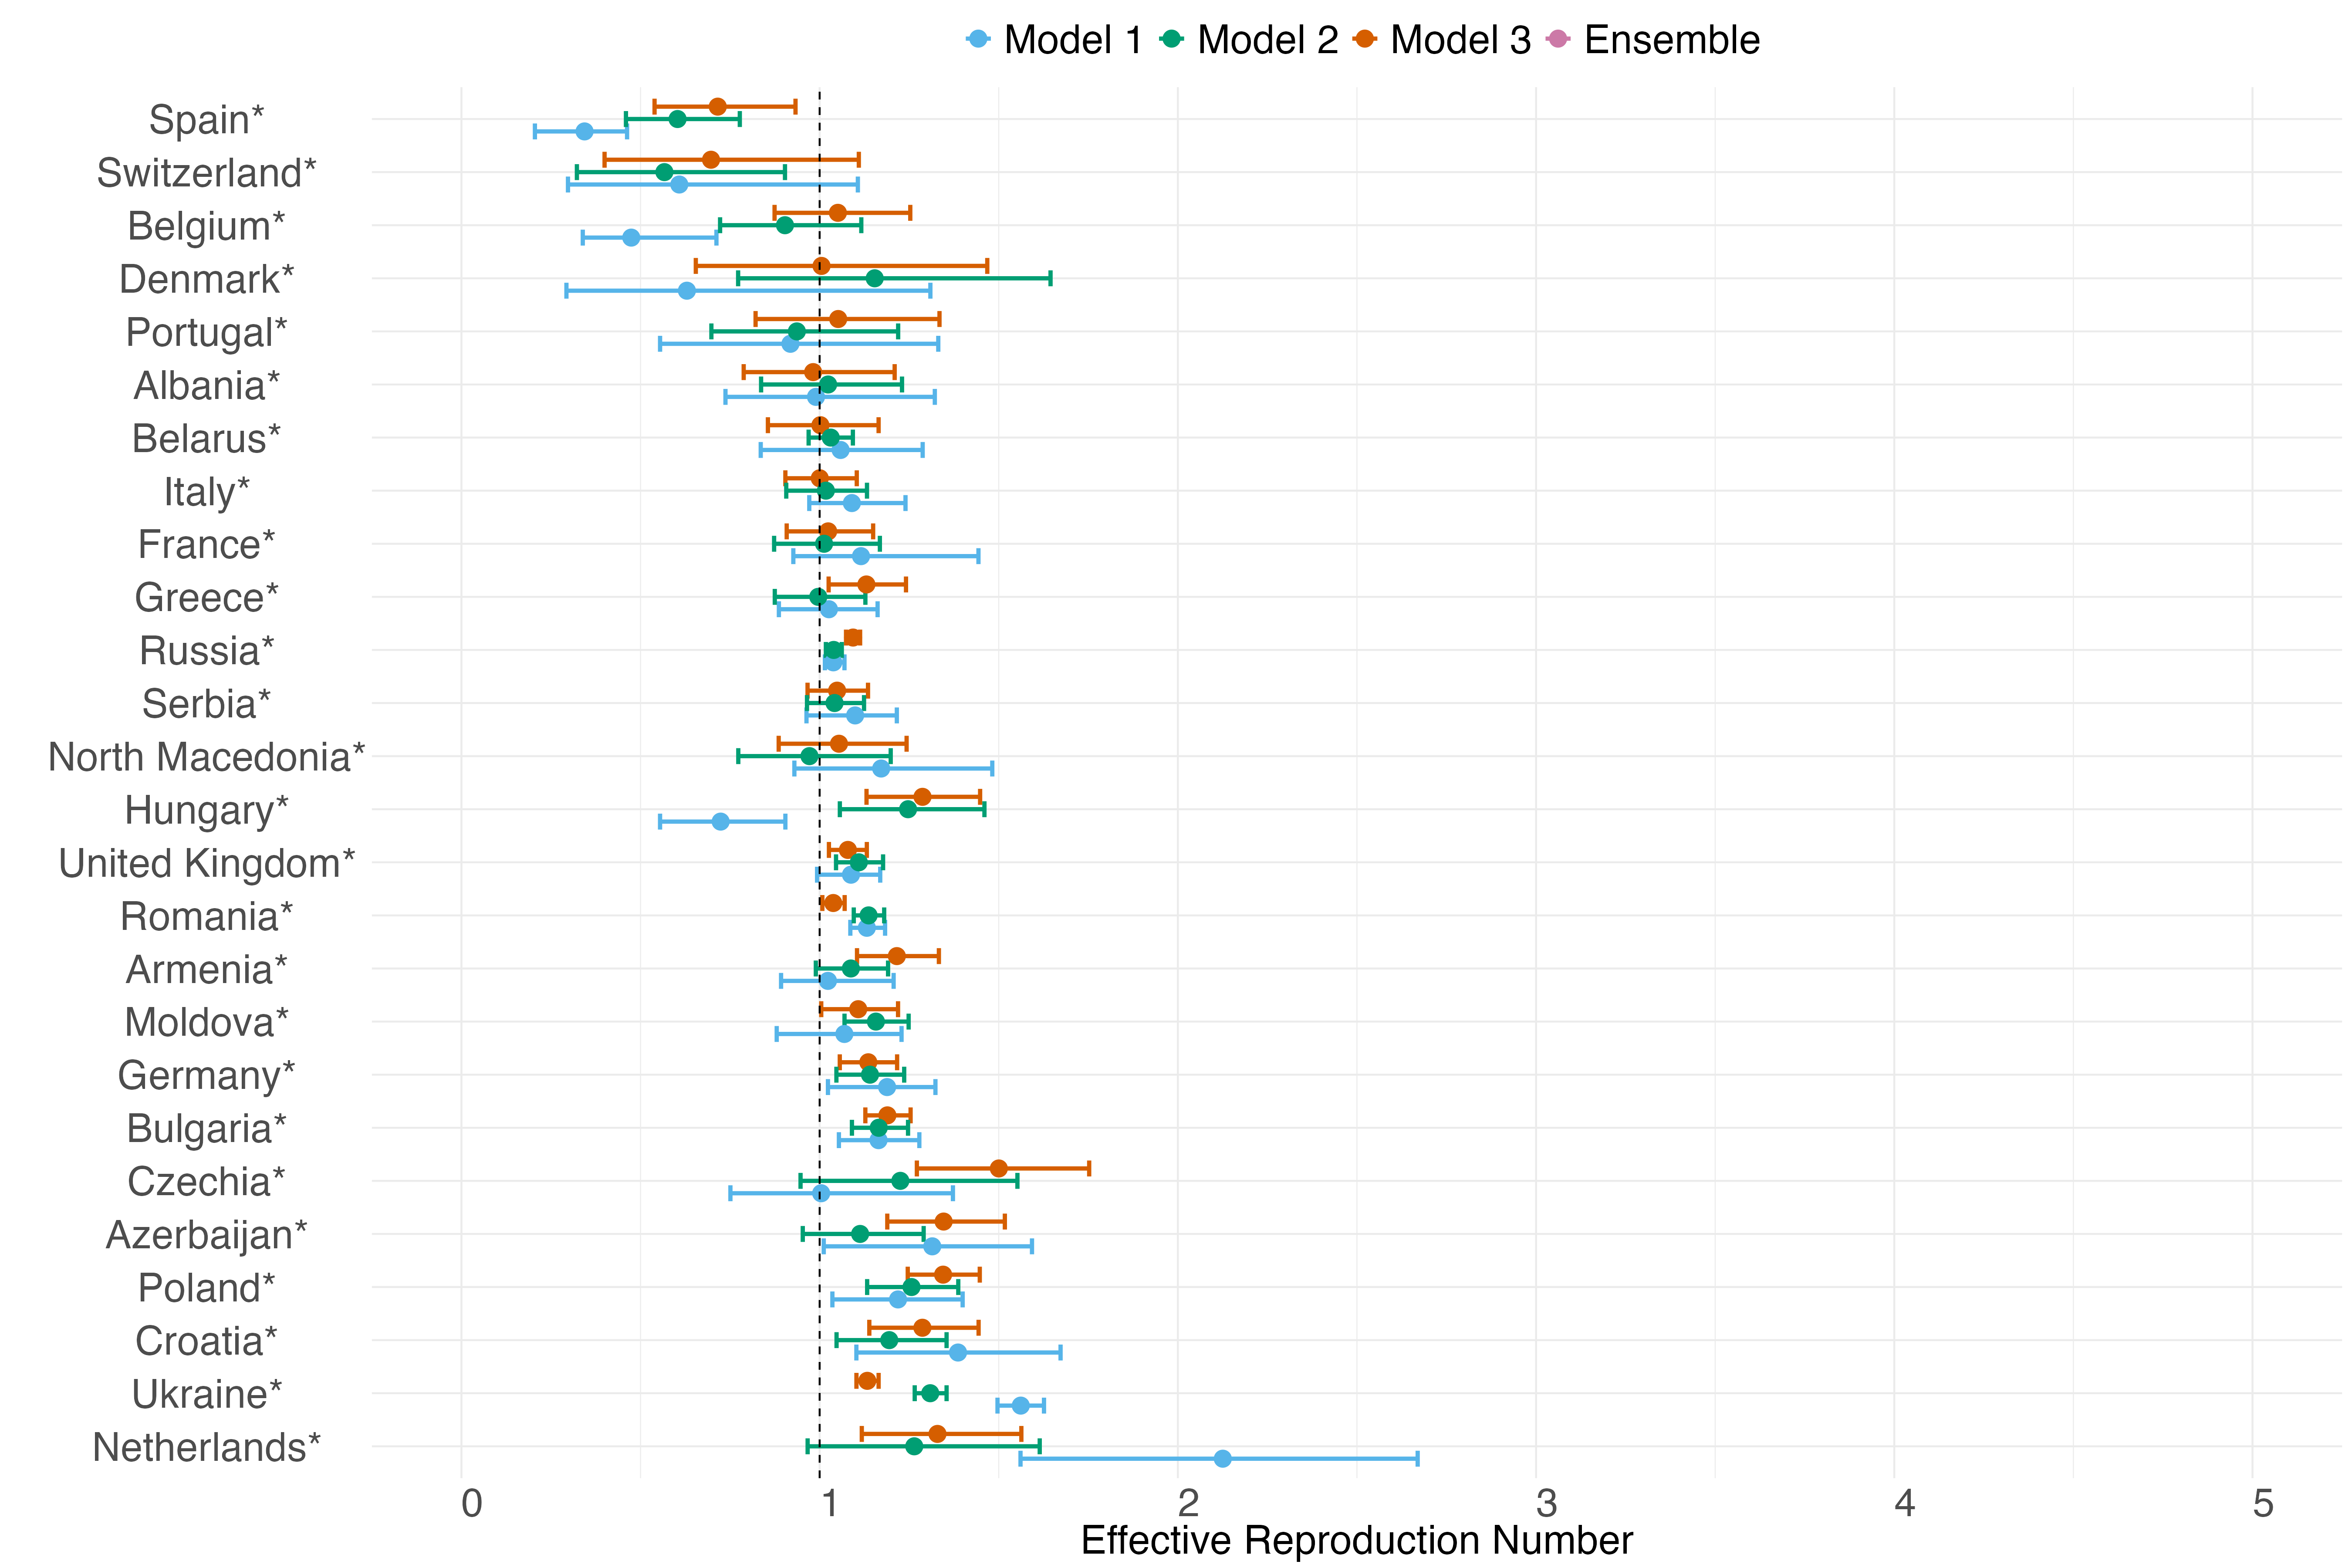 Model 1 Model 2 Model 3 Ensemble
Spain*
Switzerland*
Belgium*
Denmark*
Portugal*
Albania*
Belarus*
Italy*
France*
Greece*
Russia*
Serbia*
North Macedonia*
Hungary*
United Kingdom*
Romania*
Armenia*
Moldova*
Germany*
Bulgaria*
Czechia*
Azerbaijan*
Poland*
Croatia*
Ukraine*
Netherlands*
0 1 2 3 4 5
Effective Reproduction Number